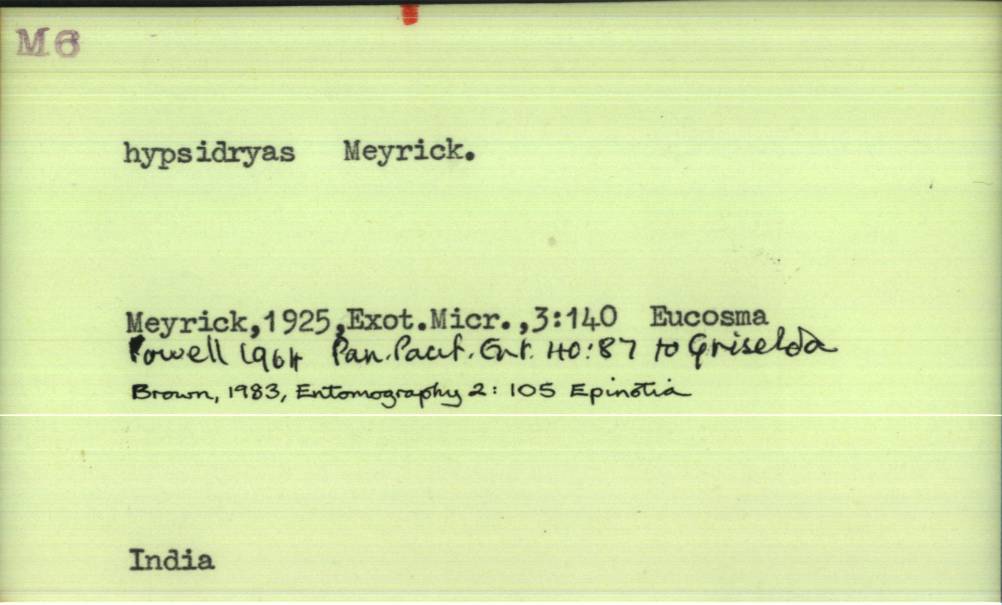 M6
hypsidryas Meyrick.
Meyrick,1925,Exot.Micr.,3:140 Eucosma
Powell 1964 Pan.Pacif.Ent. 40:87 to Griselda
Brown, 1983, Entomography 2: 105 Epinotia
India